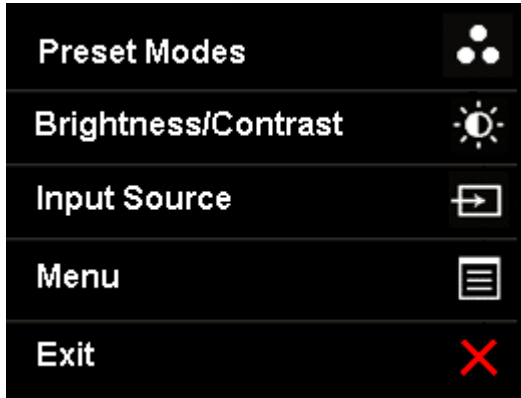 Preset Modes
Brightness/Contrast
Input Source
Menu
Exit